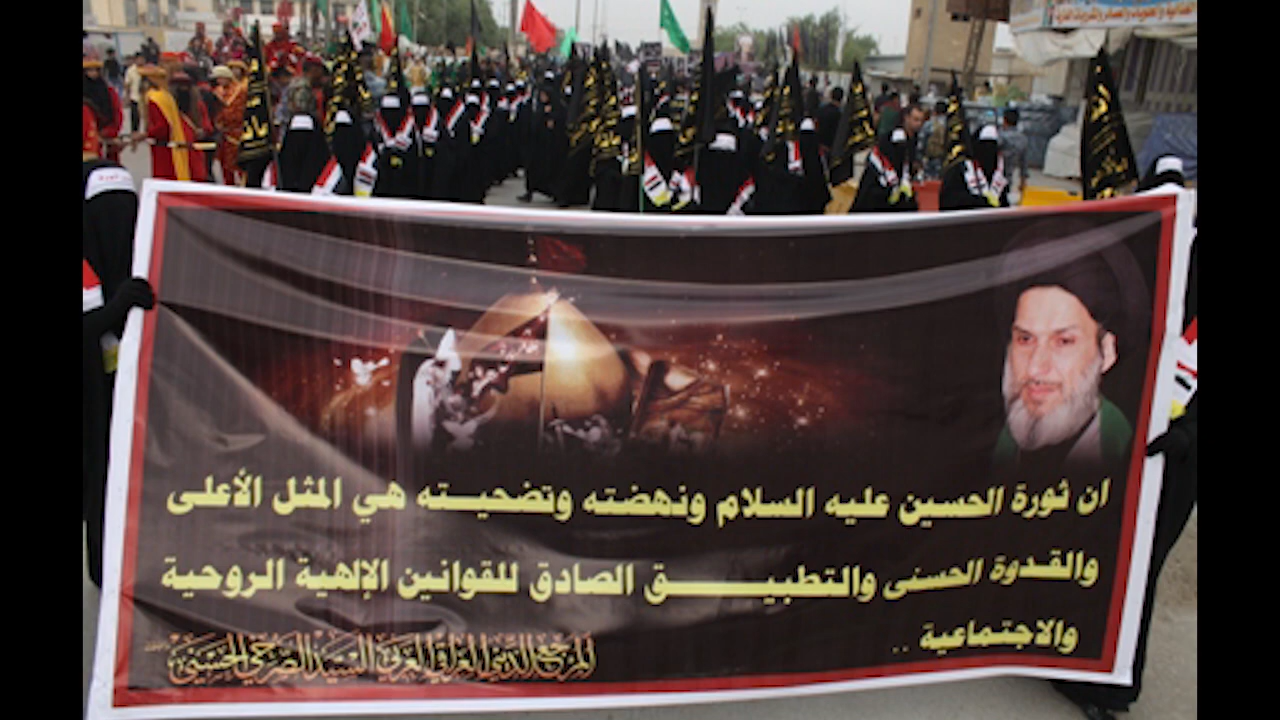 ان ثورة الحسين عليه السلام ونهضته وتضحيته هي المثل الأعلى
والقدوة الحسنى والتطبيق الصادق للقوانين الإلهية الروحية
والاجتماعية ..
المرجع الديني العراقي العربي السيد الصرخي الحسني